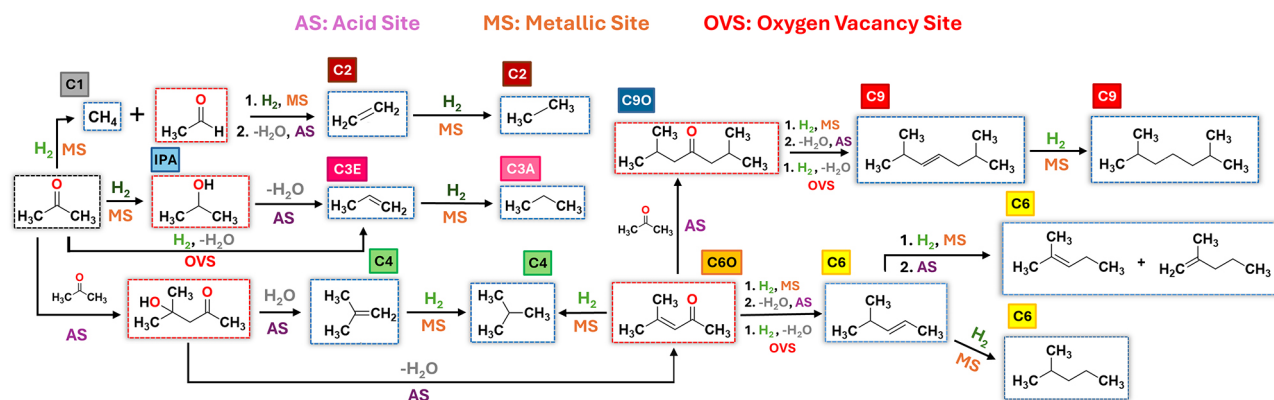 AS: Acid Site MS: Metallic Site OVS: Oxygen Vacancy Site
C1
CH4
H2 MS
+
O
H3C H
1. H2, MS
2. -H2O, AS
C2
H2C CH2
H2
MS
C2
CH3
H3C
O
H3C CH3
H2
MS
IPA
OH
H3C CH3
-H2O
AS
C3E
H3C CH2
H2
MS
C3A
H3C CH3
H2, -H2O
OVS
O
H3C CH3
AS
HO CH3 O
H3C CH3
H2O
AS
C4
H3C
H3C CH2
H2
MS
C4
CH3
H3C CH3
H2
MS
C6O
CH3 O
H3C CH3
-H2O
AS
O
H3C CH3
AS
C9O
CH3 O CH3
H3C CH3
1. H2, MS
2. -H2O, AS
1. H2, -H2O
OVS
C9
CH3 CH3
H3C CH3
H2
MS
C9
CH3 CH3
H3C CH3
1. H2, MS
2. -H2O, AS
1. H2, -H2O
OVS
C6
CH3
H3C CH3
1. H2, MS
2. AS
C6
CH3
H3C CH3
+
CH3
H2C CH3
H2
MS
C6
CH3
H3C CH3